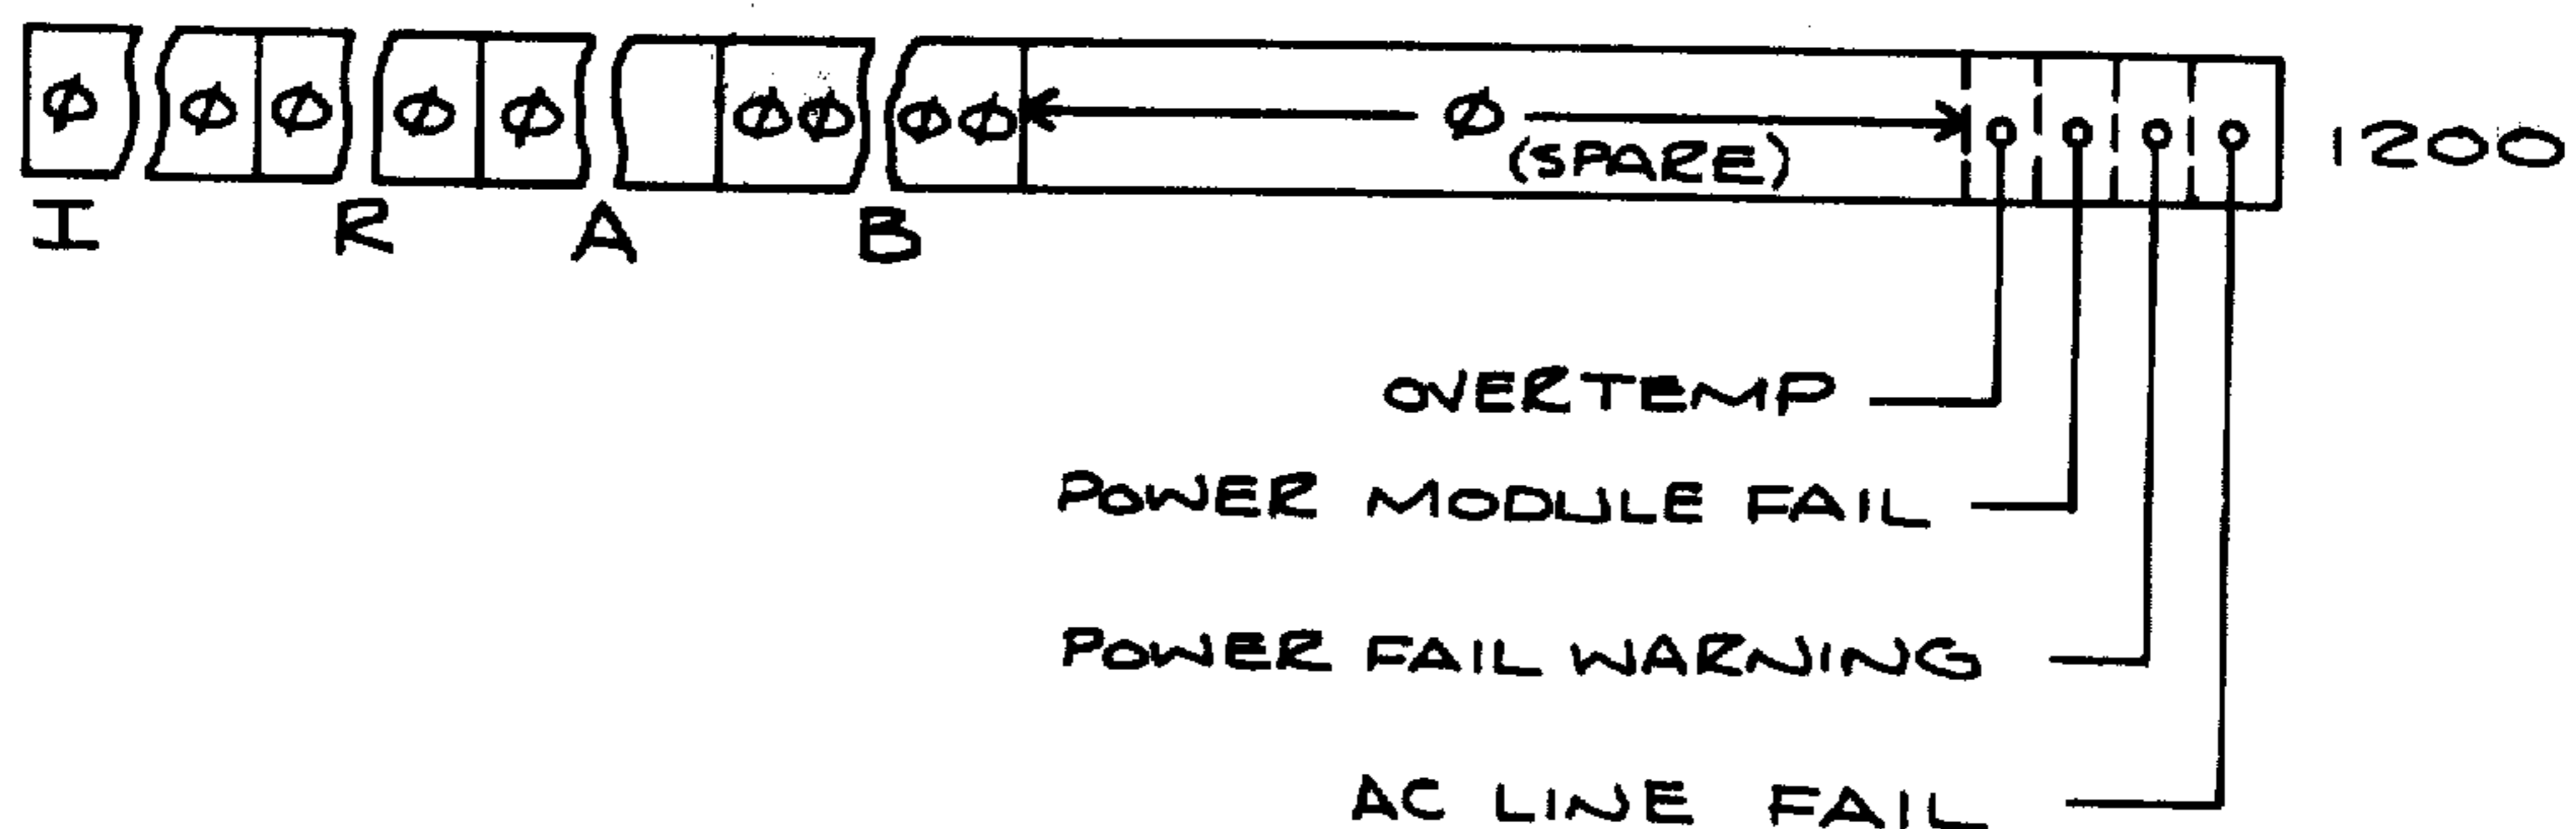 Ø Ø Ø Ø Ø ØØ ØØ Ø 1200
(SPARE)
I R A B
OVERTEMP
POWER MODULE FAIL
POWER FAIL WARNING
AC LINE FAIL